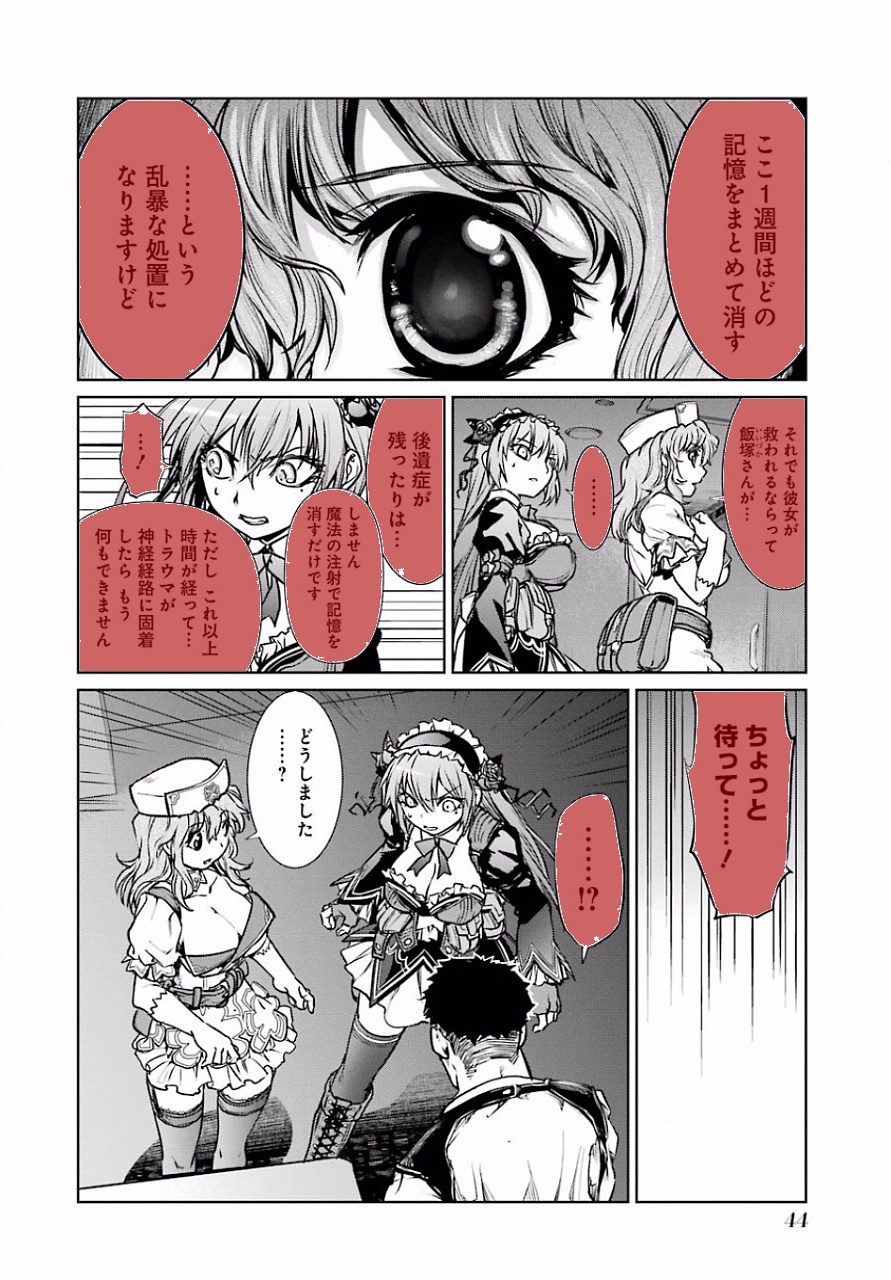 ここ1週間ほどの
記憶をまとめて消す
……という
乱暴な処置に
なりますけど
それでも彼女が
救われるならって
飯塚さんが…
いいづか
……
後遺症が
残ったりは…
しません
魔法の注射で記憶を
消すだけです
…！
ただし これ以上
時間が経って…
トラウマが
神経経路に固着
したら もう
何もできません
ちょっと
待って……！
……!?
どうしました
……？
44